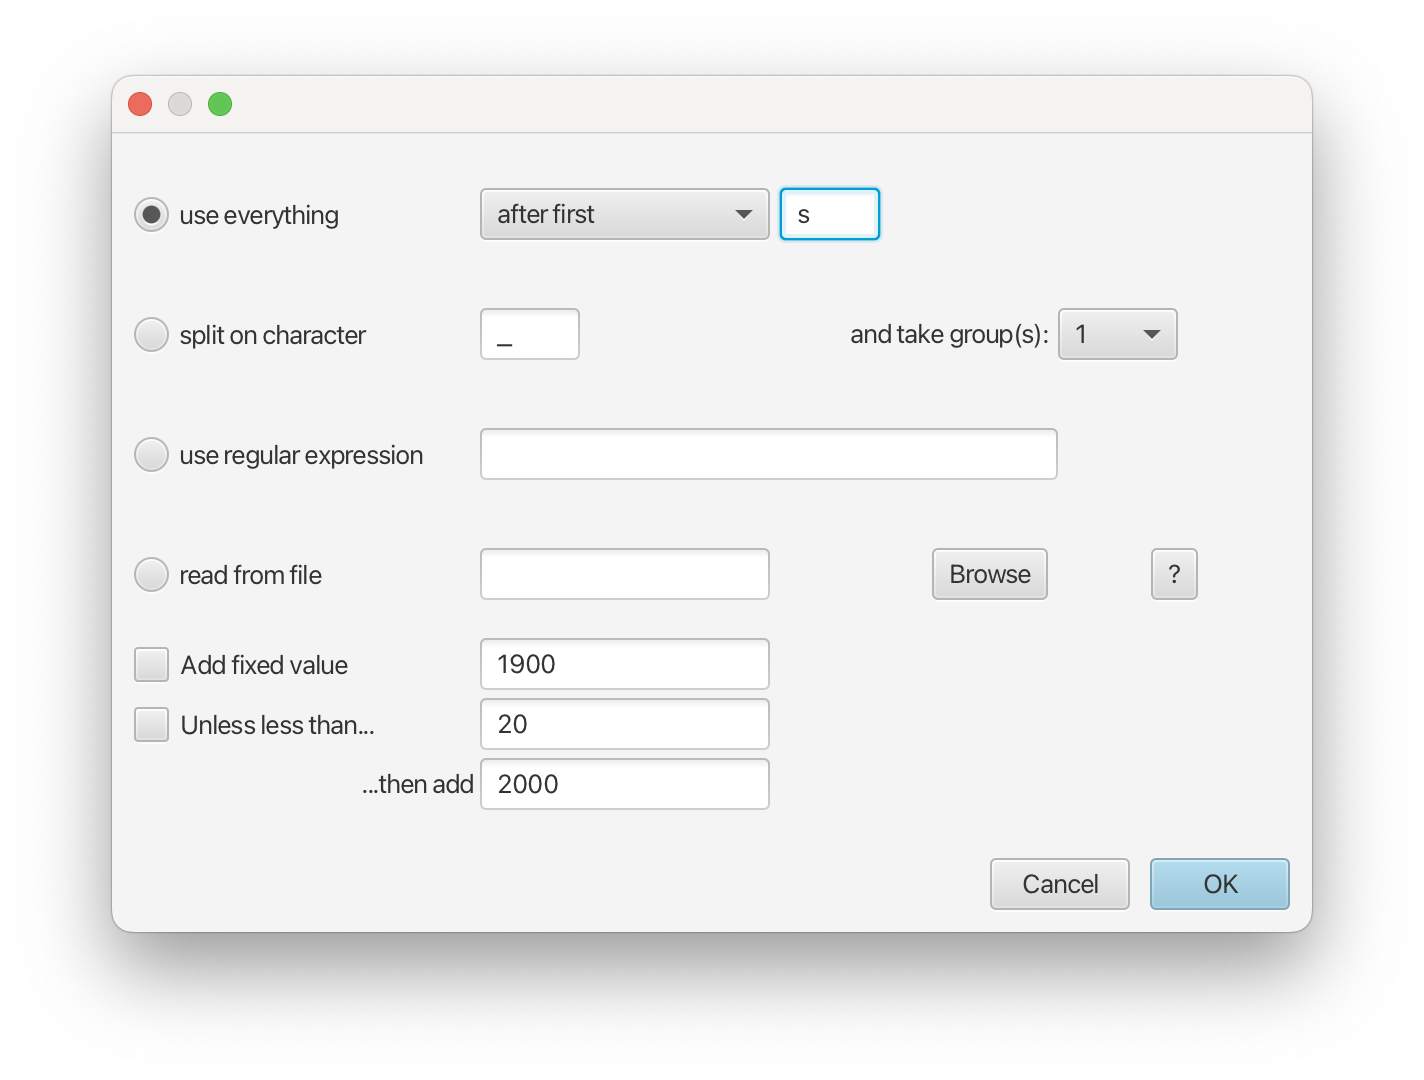 use everything after first s
split on character _ and take group(s): 1
use regular expression
read from file Browse ?
Add fixed value 1900
Unless less than... 20
...then add 2000
Cancel OK